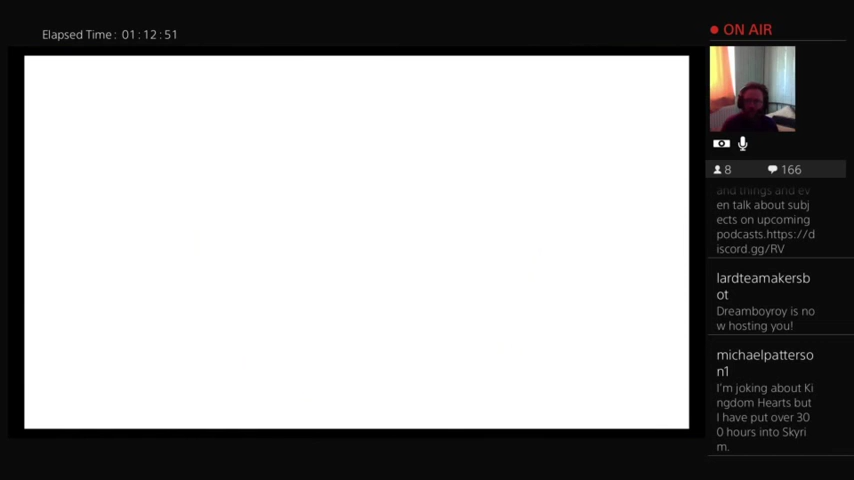 Elapsed Time: 01:12:51
ON AIR
8
166
and things and ev
en talk about subj
ects on upcoming
podcasts.https://d
iscord.gg/RV
lardteamakersb
ot
Dreamboyroy is no
w hosting you!
michaelpatterso
n1
I'm joking about Ki
ngdom Hearts but
I have put over 30
0 hours into Skyri
m.